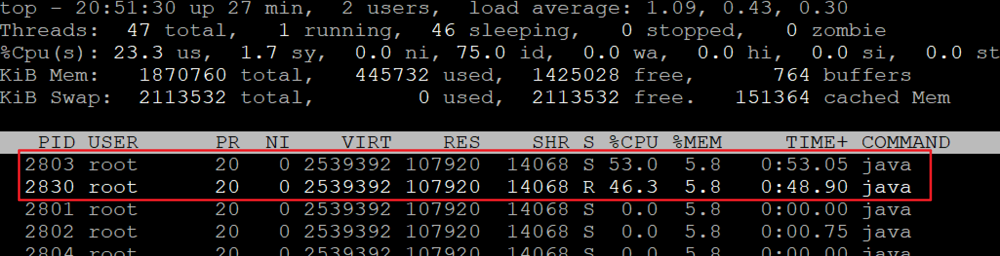 top - 20:51:30 up 27 min,  2 users,  load average: 1.09, 0.43, 0.30
Threads:  47 total,   1 running,  46 sleeping,   0 stopped,   0 zombie
%Cpu(s): 23.3 us,  1.7 sy,  0.0 ni, 75.0 id,  0.0 wa,  0.0 hi,  0.0 si,  0.0 st
KiB Mem:   1870760 total,   445732 used,  1425028 free,      764 buffers
KiB Swap:  2113532 total,        0 used,  2113532 free.   151364 cached Mem
PID USER      PR  NI    VIRT    RES    SHR S %CPU %MEM     TIME+ COMMAND
2803 root      20   0 2539392 107920  14068 S 53.0  5.8   0:53.05 java
2830 root      20   0 2539392 107920  14068 R 46.3  5.8   0:48.90 java
2801 root      20   0 2539392 107920  14068 S  0.0  5.8   0:00.00 java
2802 root      20   0 2539392 107920  14068 S  0.0  5.8   0:00.75 java
2804 root      20   0 2539392 107920  14068 S  0.0  5.8   0:00.00 java